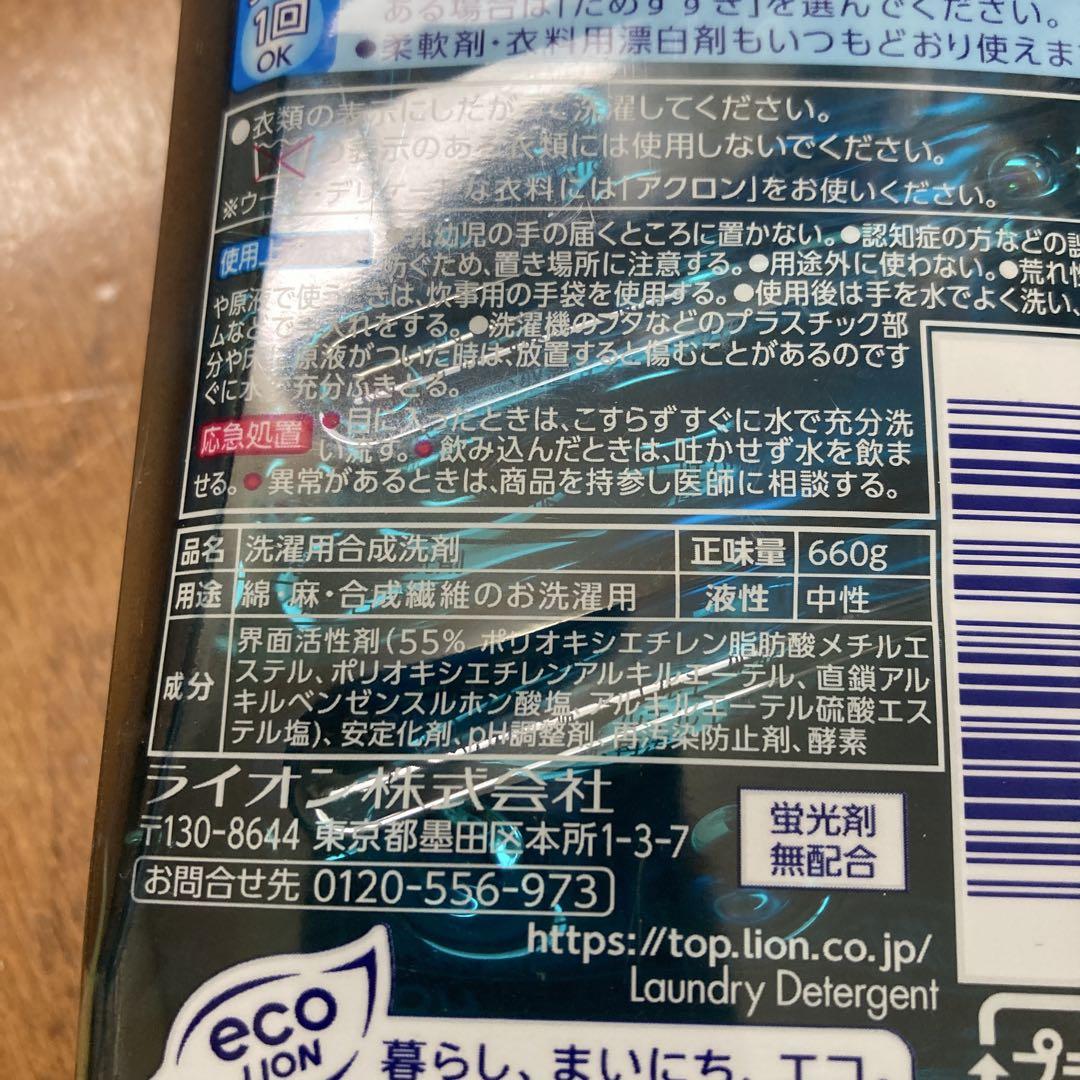 1回
OK
ある場合は「ためすすぎ」を選んでください。
●柔軟剤・衣料用漂白剤もいつもどおり使えま
●衣類の表示にしたが 洗濯してください。
の表示のある衣類には使用しないでください。
※ウ デリケートな衣料には「アクロン」をお使いください。
使用上
乳幼児の手の届くところに置かない。●認知症の方などの誤
防ぐため、置き場所に注意する。●用途外に使わない。●荒れ性
や原液で使うときは、炊事用の手袋を使用する。●使用後は手を水でよく洗い、
ムなどで 入れをする。●洗濯機のフタなどのプラスチック部
分や床 原液がついた時は、放置すると傷むことがあるのです
ぐに水 充分ふきとる。
応急処置
●目に入ったときは、こすらずすぐに水で充分洗
い流す。●飲み込んだときは、吐かせず水を飲ま
せる。●異常があるときは、商品を持参し医師に相談する。
品名 洗濯用合成洗剤 正味量 660g
用途 綿・麻・合成繊維のお洗濯用 液性 中性
成分 界面活性剤(55% ポリオキシエチレン脂肪酸メチルエ
ステル、ポリオキシエチレンアルキルエーテル、直鎖アル
キルベンゼンスルホン酸塩、アルキルエーテル硫酸エス
テル塩)、安定化剤、pH調整剤、再汚染防止剤、酵素
ライオン株式会社
〒130-8644 東京都墨田区本所1-3-7
お問合せ先 0120-556-973
蛍光剤
無配合
https://top.lion.co.jp/
Laundry Detergent
eco
LION
暮らし、まいにち、エコ。
プラ